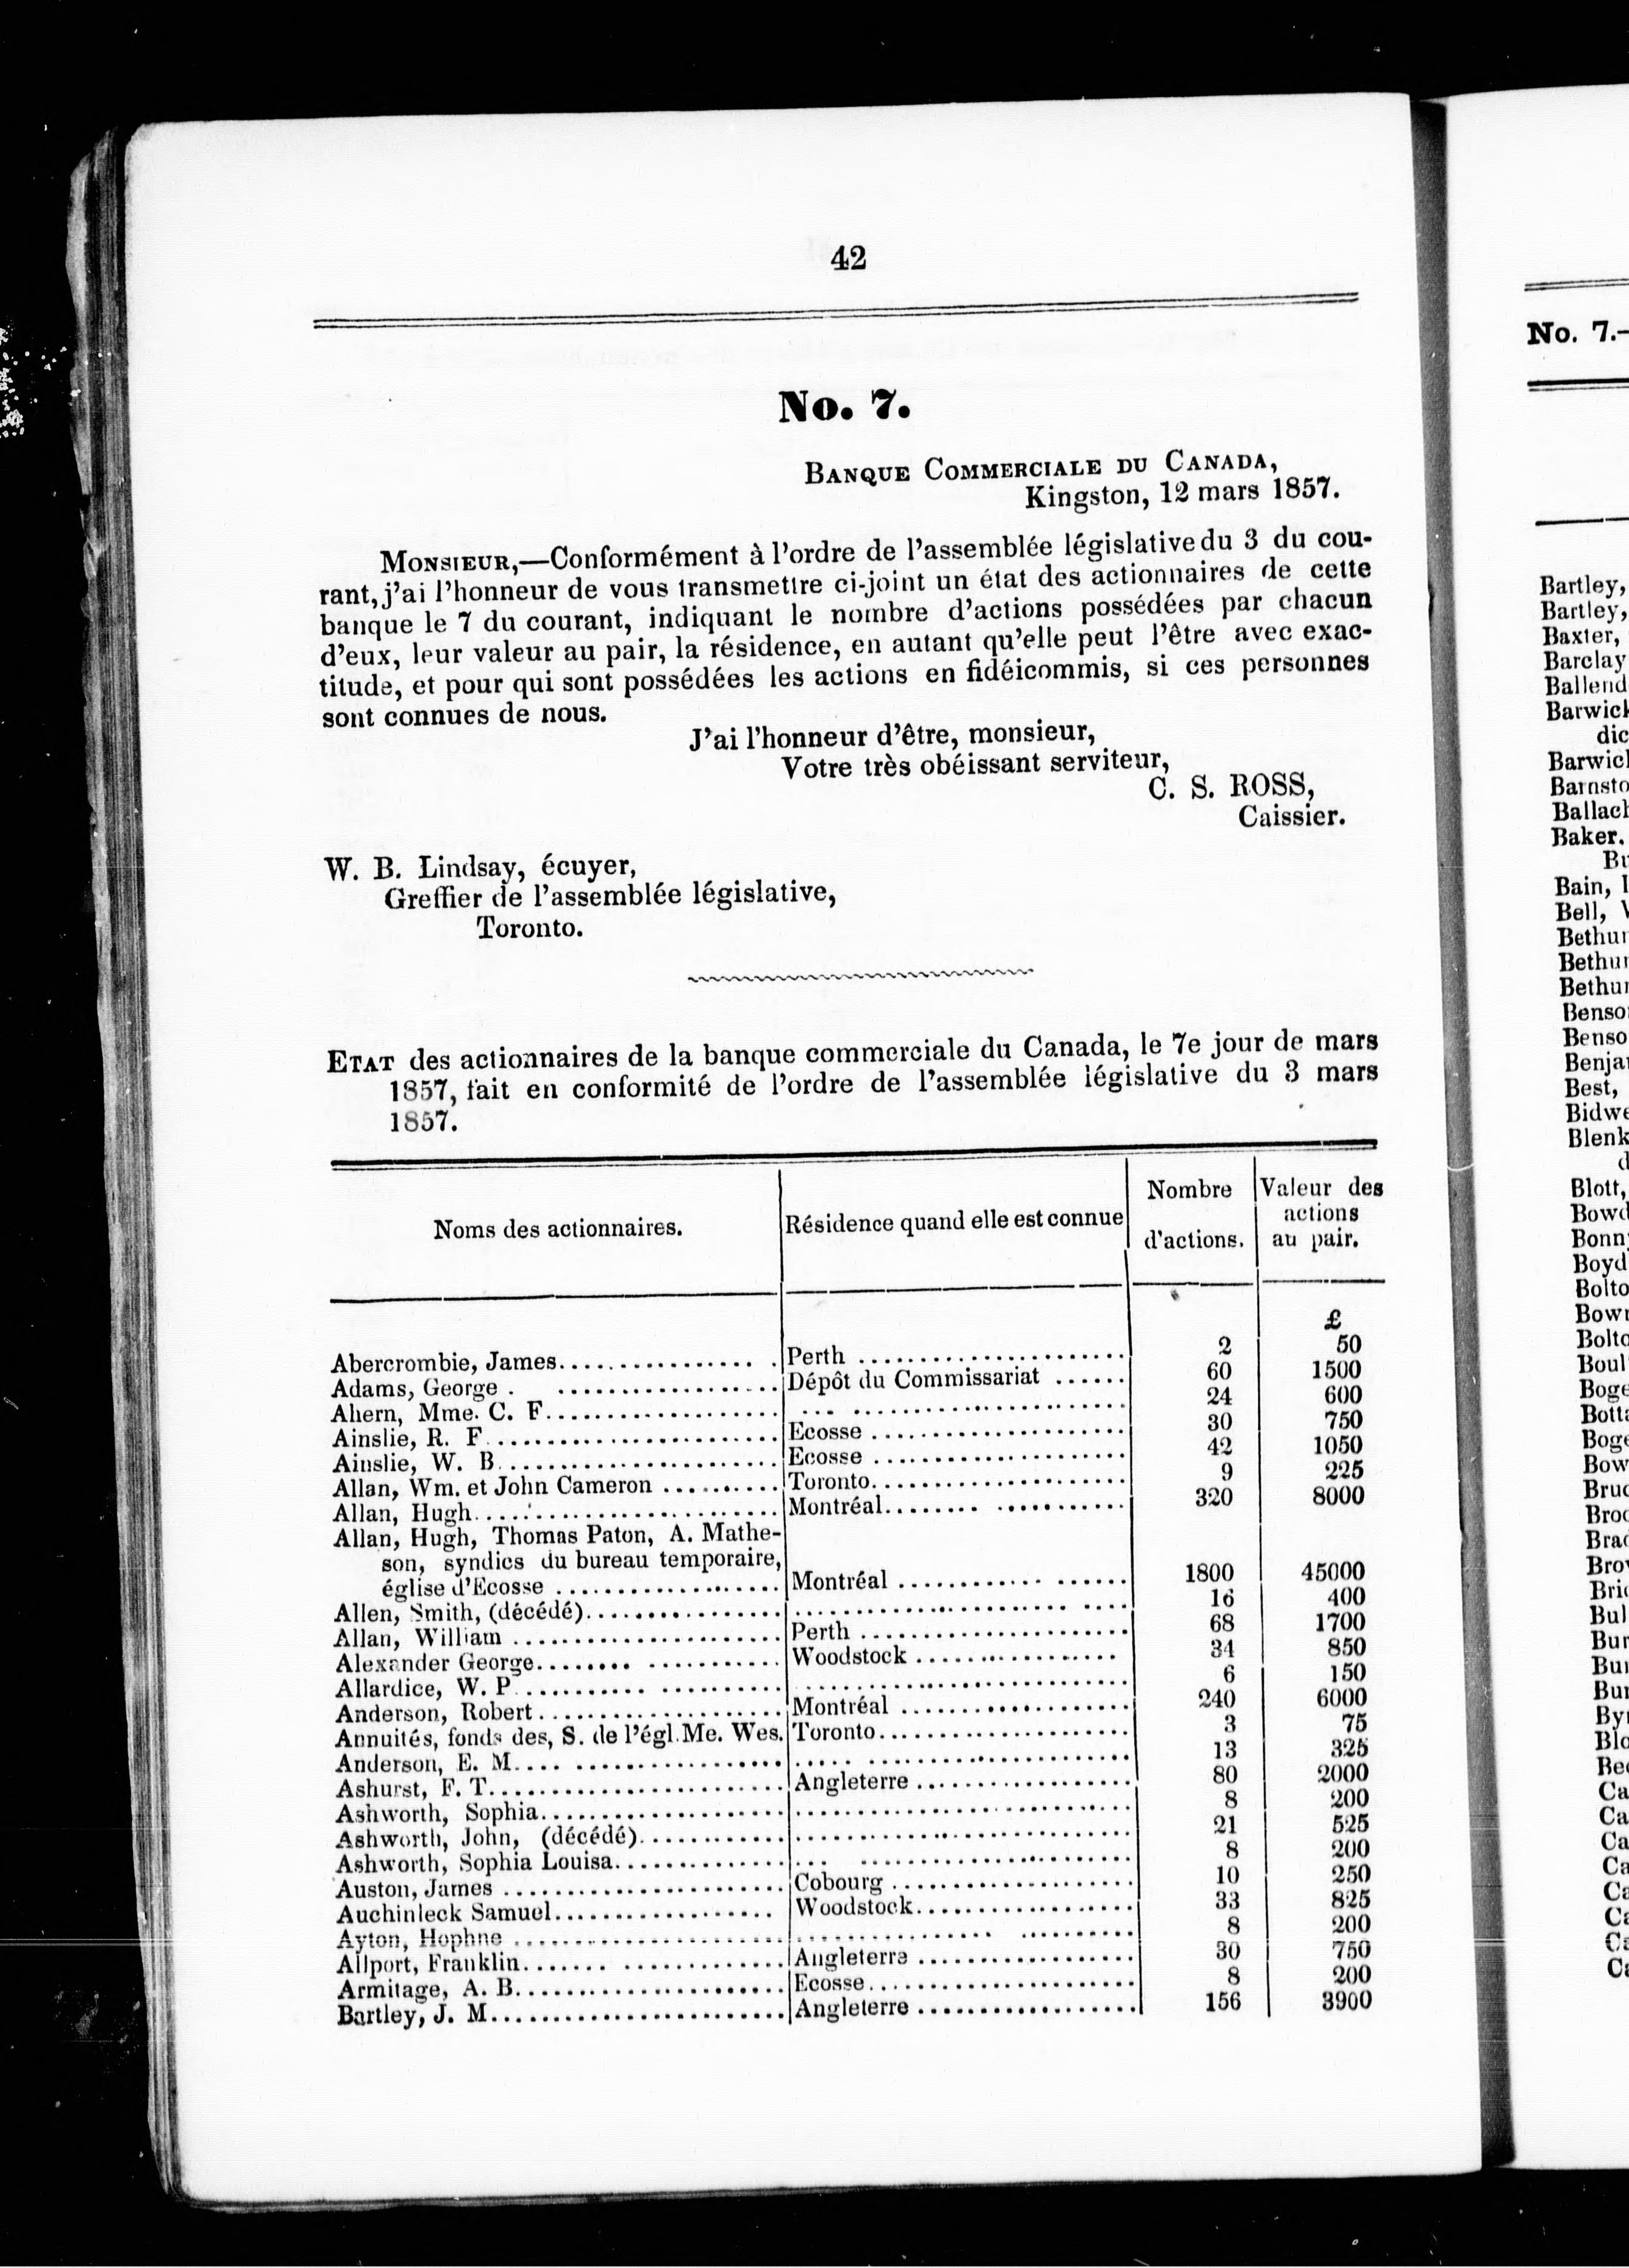 42
No. 7.
BANQUE COMMERCIALE DU CANADA,
Kingston, 12 mars 1857.
MONSIEUR,—Conformément à l'ordre de l'assemblée législative du 3 du cou-
rant, j'ai l'honneur de vous transmettre ci-joint un état des actionnaires de cette
banque le 7 du courant, indiquant le nombre d'actions possédées par chacun
d'eux, leur valeur au pair, la résidence, en autant qu'elle peut l'être avec exac-
titude, et pour qui sont possédées les actions en fidéicommis, si ces personnes
sont connues de nous.
J'ai l'honneur d'être, monsieur,
Votre très obéissant serviteur,
C. S. ROSS,
Caissier.
W. B. Lindsay, écuyer,
Greffier de l'assemblée législative,
Toronto.
ETAT des actionnaires de la banque commerciale du Canada, le 7e jour de mars
1857, fait en conformité de l'ordre de l'assemblée législative du 3 mars
1857.
Noms des actionnaires. Résidence quand elle est connue Nombre d'actions. Valeur des actions au pair.
£
Abercrombie, James Perth 2 50
Adams, George Dépôt du Commissariat 60 1500
Ahern, Mme. C. F. 24 600
Ainslie, R. F. Ecosse 30 750
Ainslie, W. B. Ecosse 42 1050
Allan, Wm. et John Cameron Toronto 9 225
Allan, Hugh Montréal 320 8000
Allan, Hugh, Thomas Paton, A. Mathe-
son, syndics du bureau temporaire,
église d'Ecosse Montréal 1800 45000
Allen, Smith, (décédé) 16 400
Allan, William Perth 68 1700
Alexander George Woodstock 34 850
Allardice, W. P. 6 150
Anderson, Robert Montréal 240 6000
Annuités, fonds des, S. de l'égl. Me. Wes. Toronto 3 75
Anderson, E. M. 13 325
Ashurst, F. T. Angleterre 80 2000
Ashworth, Sophia 8 200
Ashworth, John, (décédé) 21 525
Ashworth, Sophia Louisa 8 200
Auston, James Cobourg 10 250
Auchinleck Samuel Woodstock 33 825
Ayton, Hophne 8 200
Allport, Franklin Angleterre 30 750
Armitage, A. B. Ecosse 8 200
Bartley, J. M. Angleterre 156 3900
No. 7.—
Bartley,
Bartley,
Baxter,
Barclay